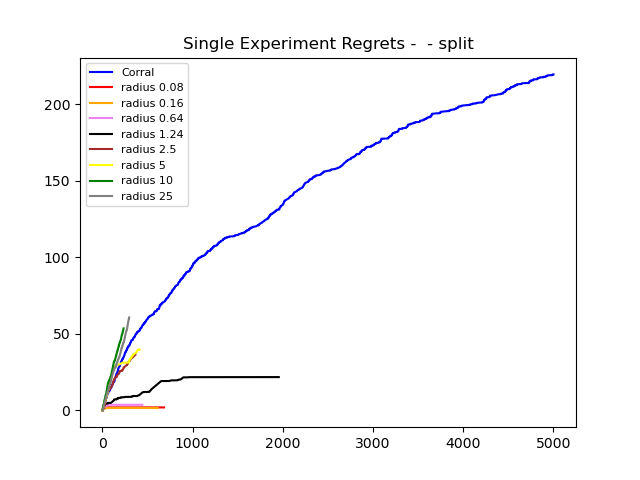 Single Experiment Regrets -  - split
Corral
radius 0.08
radius 0.16
radius 0.64
radius 1.24
radius 2.5
radius 5
radius 10
radius 25
200
150
100
50
0
0 1000 2000 3000 4000 5000